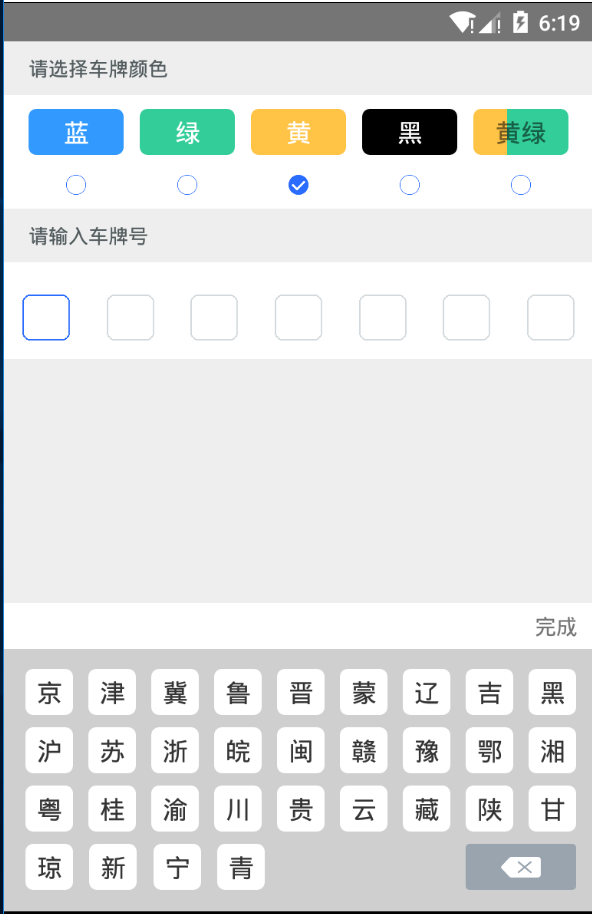 6:19
请选择车牌颜色
蓝 绿 黄 黑 黄绿
请输入车牌号
完成
京 津 冀 鲁 晋 蒙 辽 吉 黑
沪 苏 浙 皖 闽 赣 豫 鄂 湘
粤 桂 渝 川 贵 云 藏 陕 甘
琼 新 宁 青